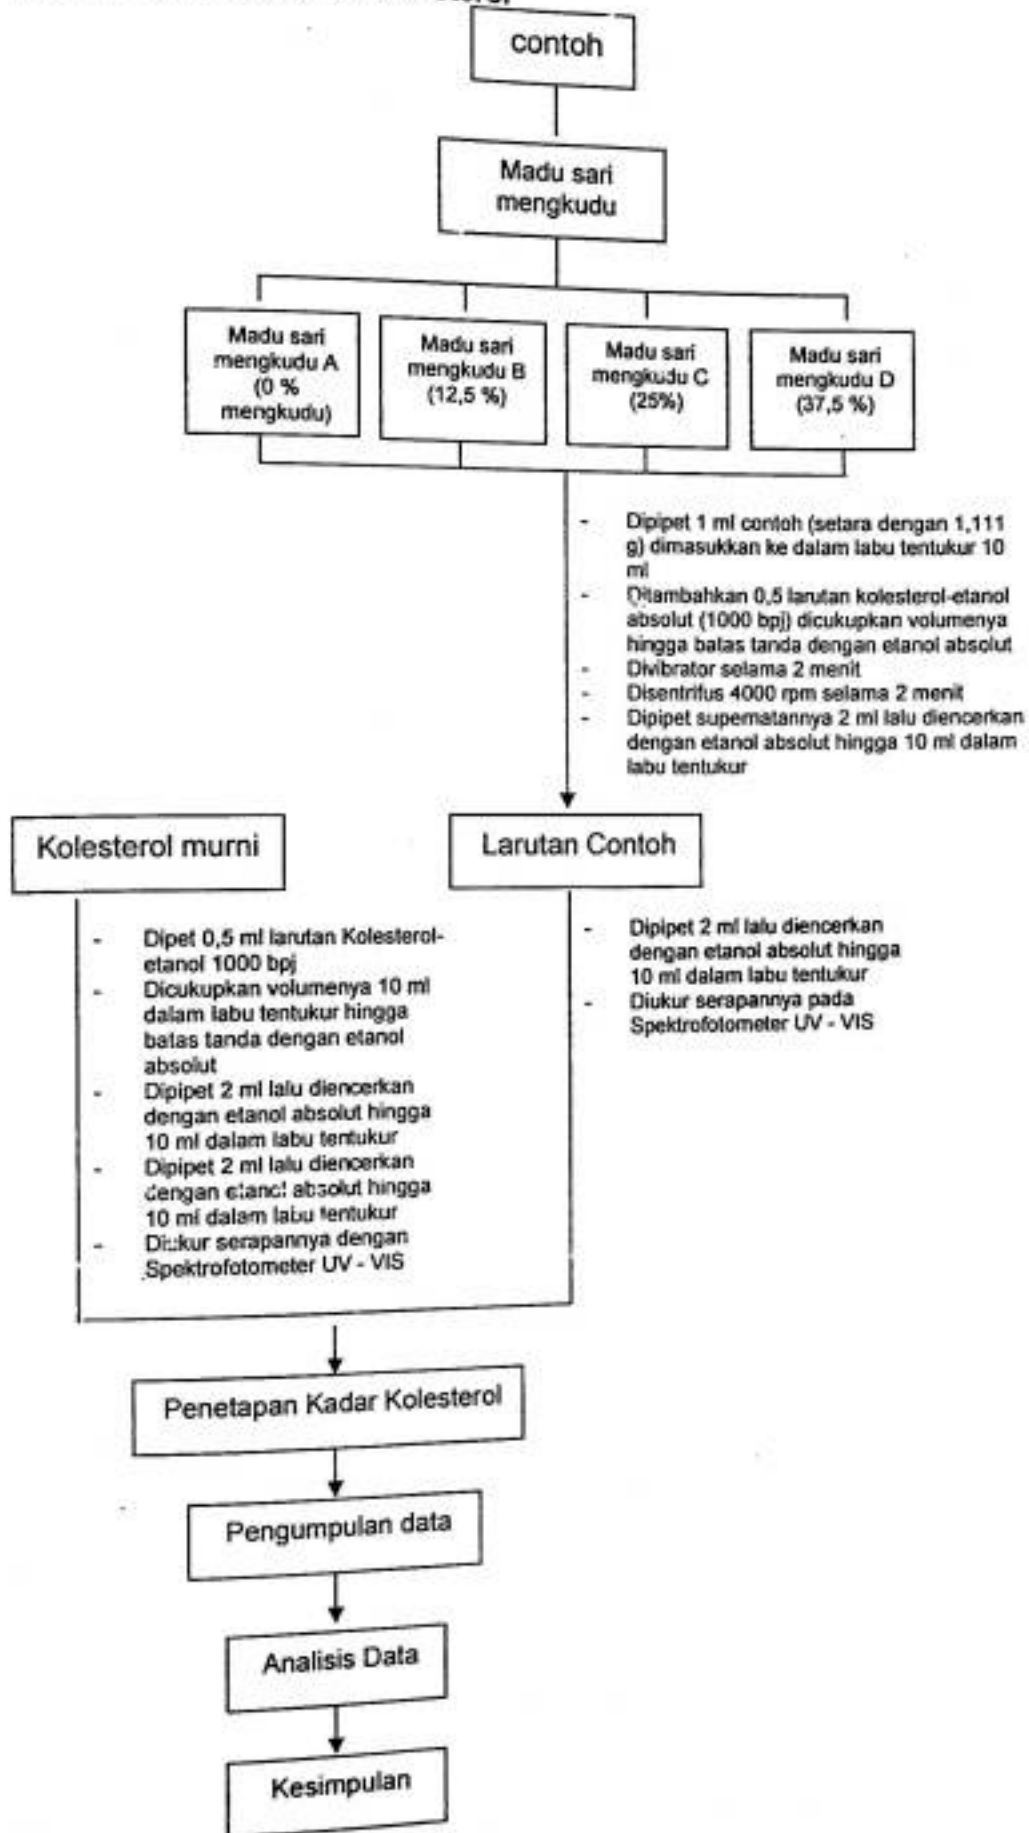 contoh
Madu sari
mengkudu
Madu sari
mengkudu A
(0 %
mengkudu)
Madu sari
mengkudu B
(12,5 %)
Madu sari
mengkudu C
(25%)
Madu sari
mengkudu D
(37,5 %)
- Dipipet 1 ml contoh (setara dengan 1,111
g) dimasukkan ke dalam labu tentukur 10
ml
- Ditambahkan 0,5 larutan kolesterol-etanol
absolut (1000 bpj) dicukupkan volumenya
hingga batas tanda dengan etanol absolut
- Divibrator selama 2 menit
- Disentrifus 4000 rpm selama 2 menit
- Dipipet supernatannya 2 ml lalu diencerkan
dengan etanol absolut hingga 10 ml dalam
labu tentukur
Kolesterol murni
- Dipet 0,5 ml larutan Kolesterol-
etanol 1000 bpj
- Dicukupkan volumenya 10 ml
dalam labu tentukur hingga
batas tanda dengan etanol
absolut
- Dipipet 2 ml lalu diencerkan
dengan etanol absolut hingga
10 ml dalam labu tentukur
- Dipipet 2 ml lalu diencerkan
dengan etanol absolut hingga
10 ml dalam labu tentukur
- Diukur serapannya dengan
Spektrofotometer UV - VIS
Larutan Contoh
- Dipipet 2 ml lalu diencerkan
dengan etanol absolut hingga
10 ml dalam labu tentukur
- Diukur serapannya pada
Spektrofotometer UV - VIS
Penetapan Kadar Kolesterol
Pengumpulan data
Analisis Data
Kesimpulan